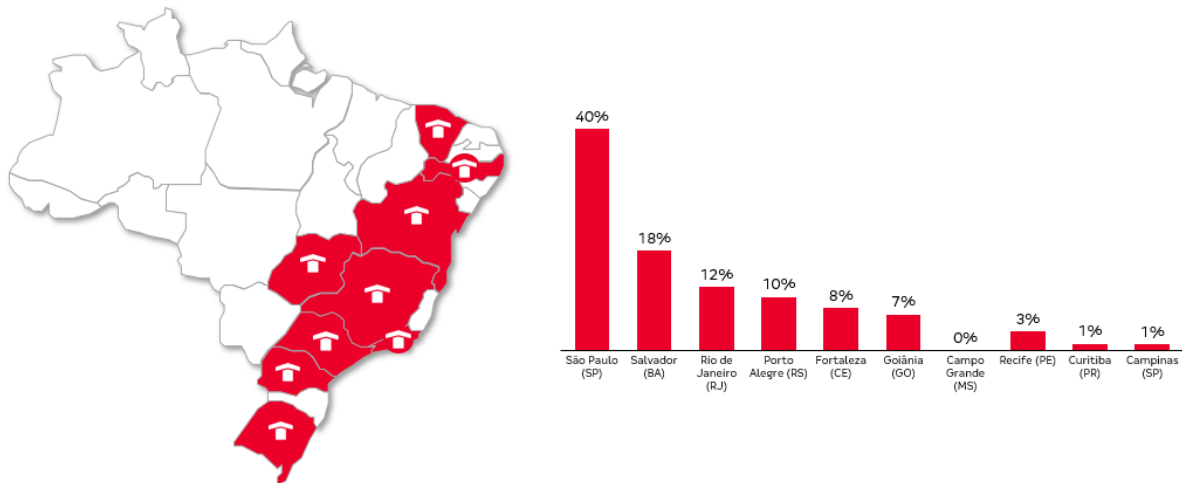 40%
18%
12%
10%
8%
7%
0%
3%
1%
1%
São Paulo
(SP)
Salvador
(BA)
Rio de
Janeiro
(RJ)
Porto
Alegre (RS)
Fortaleza
(CE)
Goiânia
(GO)
Campo
Grande
(MS)
Recife (PE)
Curitiba
(PR)
Campinas
(SP)